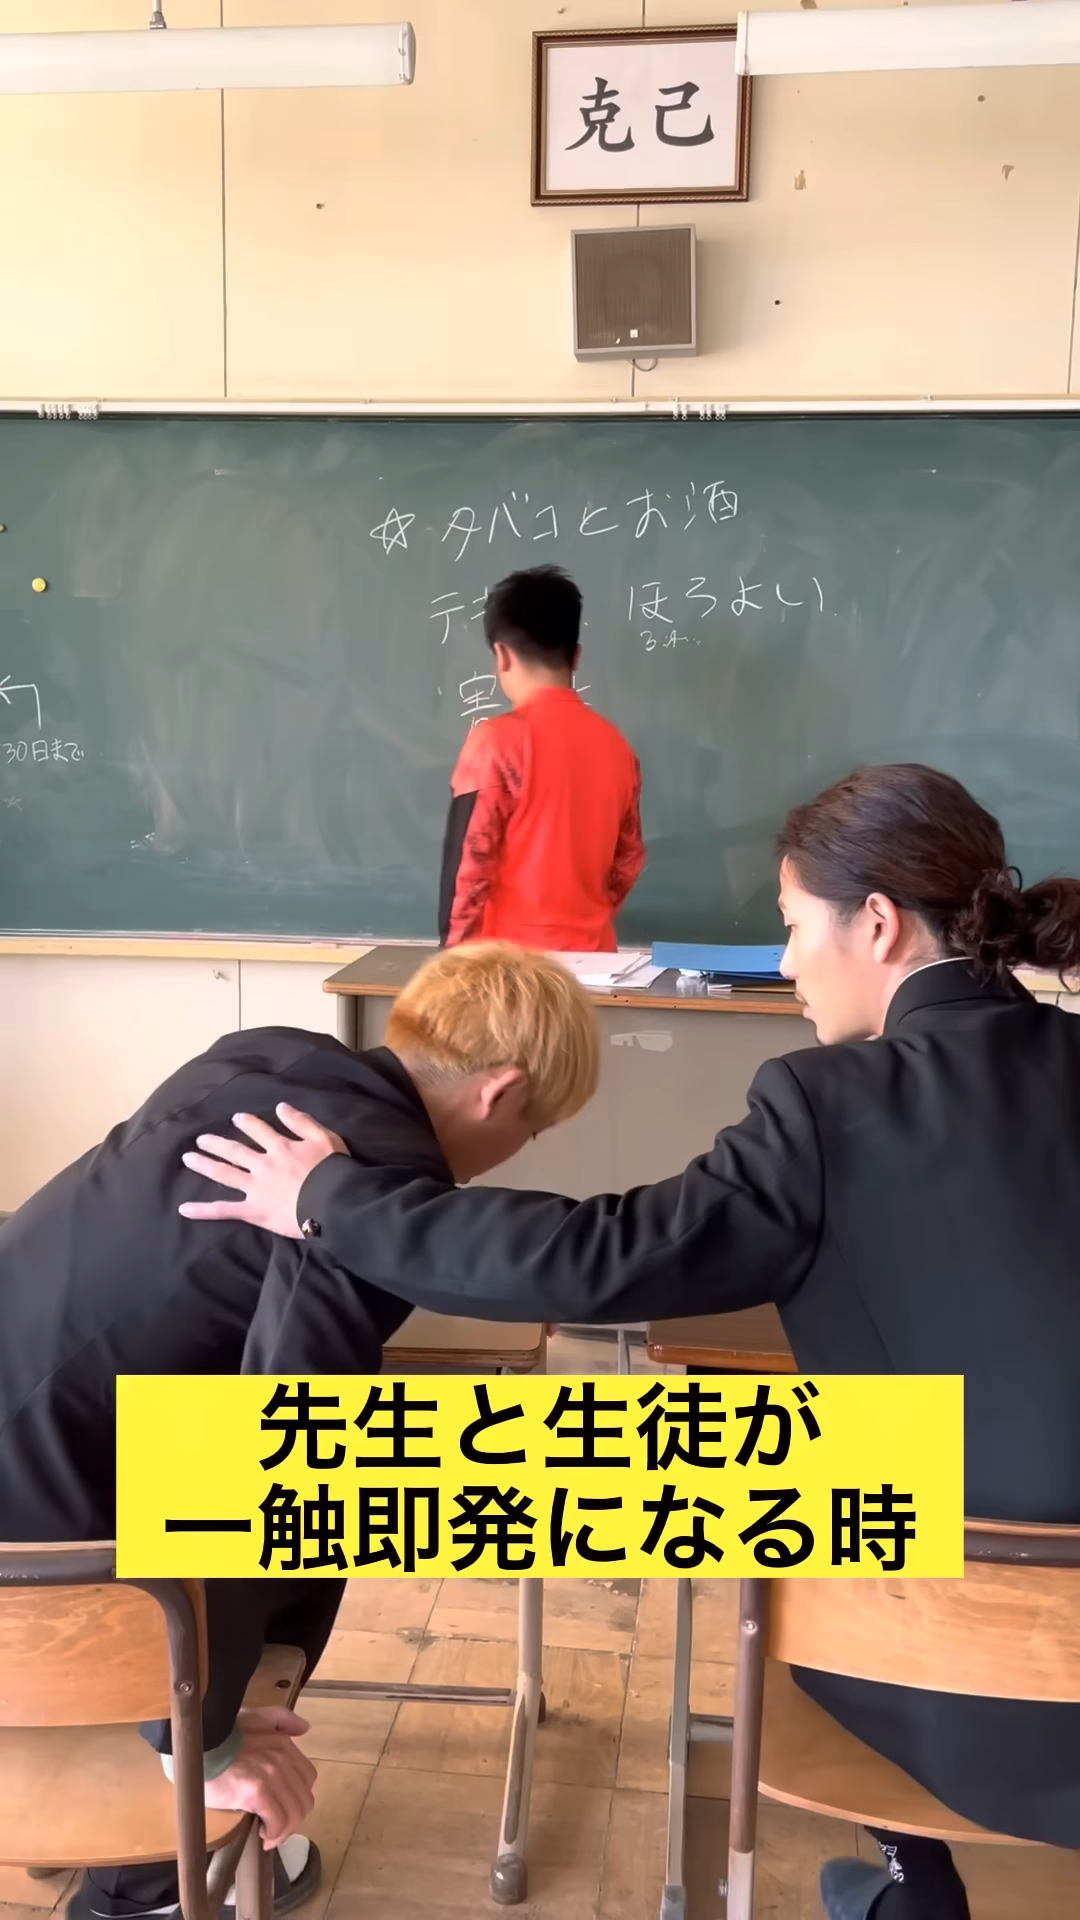 克己
☆ タバコとお酒
ほろよい
30日まで
先生と生徒が
一触即発になる時